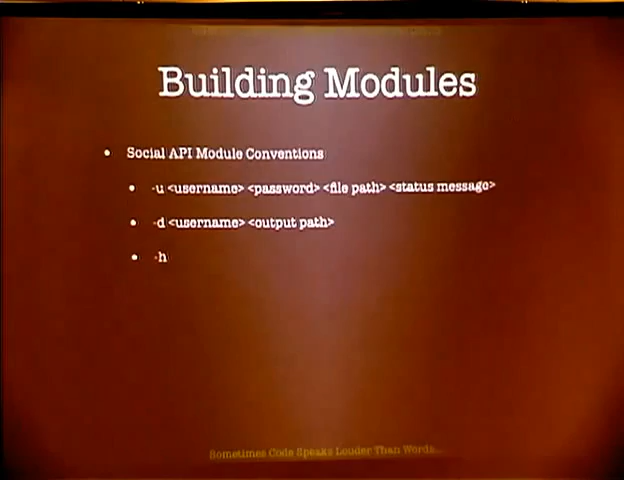 Building Modules
• Social API Module Conventions
• -u <username> <password> <file path> <status message>
• -d <username> <output path>
• -h
Sometimes Code Speaks Louder Than Words...